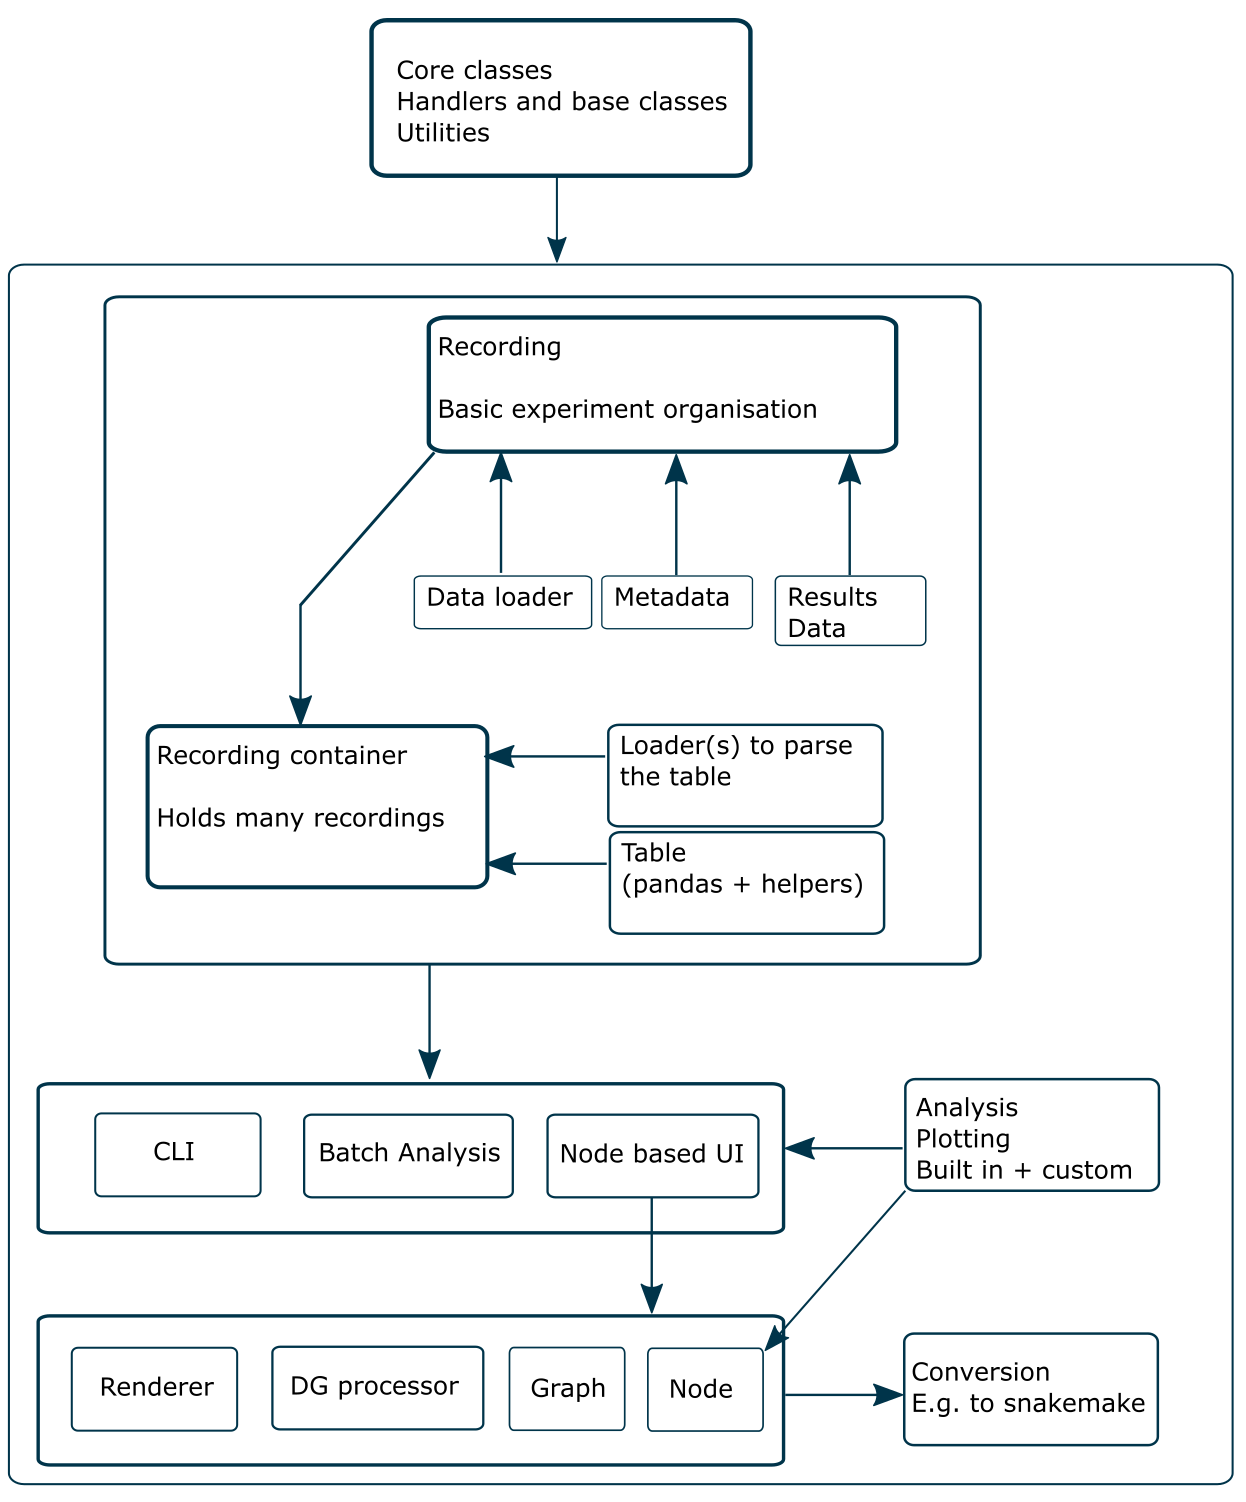 Core classes
Handlers and base classes
Utilities
Recording
Basic experiment organisation
Data loader
Metadata
Results
Data
Recording container
Holds many recordings
Loader(s) to parse
the table
Table
(pandas + helpers)
CLI
Batch Analysis
Node based UI
Analysis
Plotting
Built in + custom
Renderer
DG processor
Graph
Node
Conversion
E.g. to snakemake